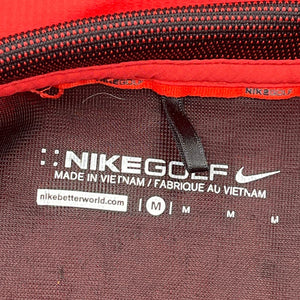 NIKEGOLF
MADE IN VIETNAM / FABRIQUE AU VIETNAM
nikebetterworld.com. | M | M M M